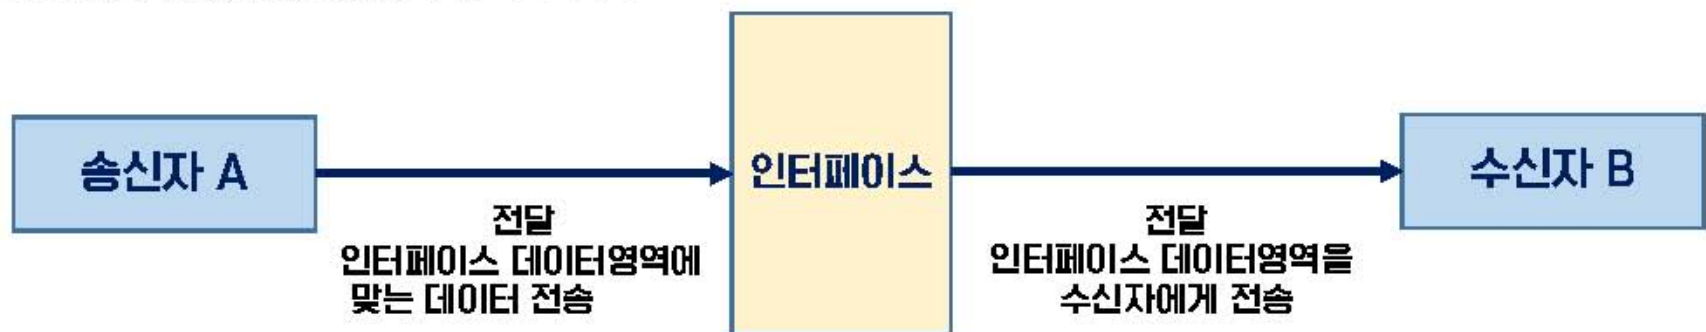 송신자 A
인터페이스
수신자 B
전달
인터페이스 데이터영역에
맞는 데이터 전송
전달
인터페이스 데이터영역을
수신자에게 전송